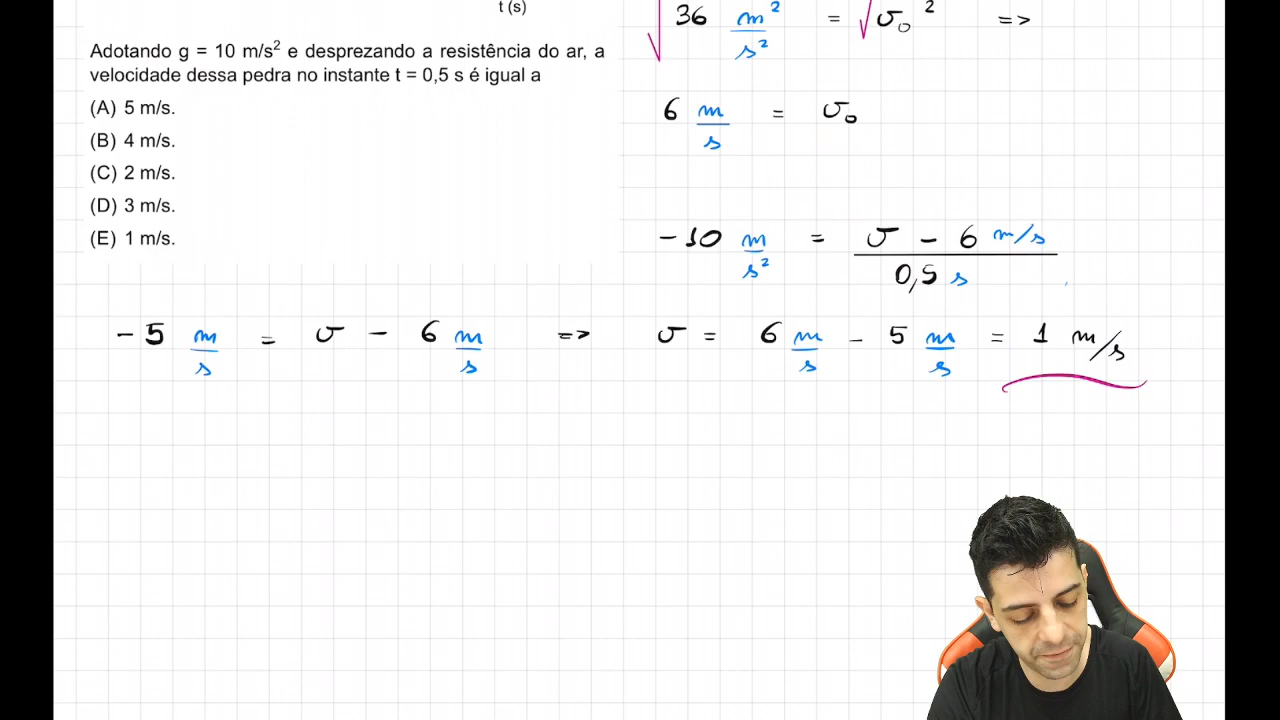 t (s)
Adotando g = 10 m/s² e desprezando a resistência do ar, a
velocidade dessa pedra no instante t = 0,5 s é igual a
(A) 5 m/s.
(B) 4 m/s.
(C) 2 m/s.
(D) 3 m/s.
(E) 1 m/s.
√36 m²/s² = √v₀² =>
6 m/s = v₀
-10 m/s² = (v - 6 m/s)/(0,5 s)
-5 m/s = v - 6 m/s => v = 6 m/s - 5 m/s = 1 m/s